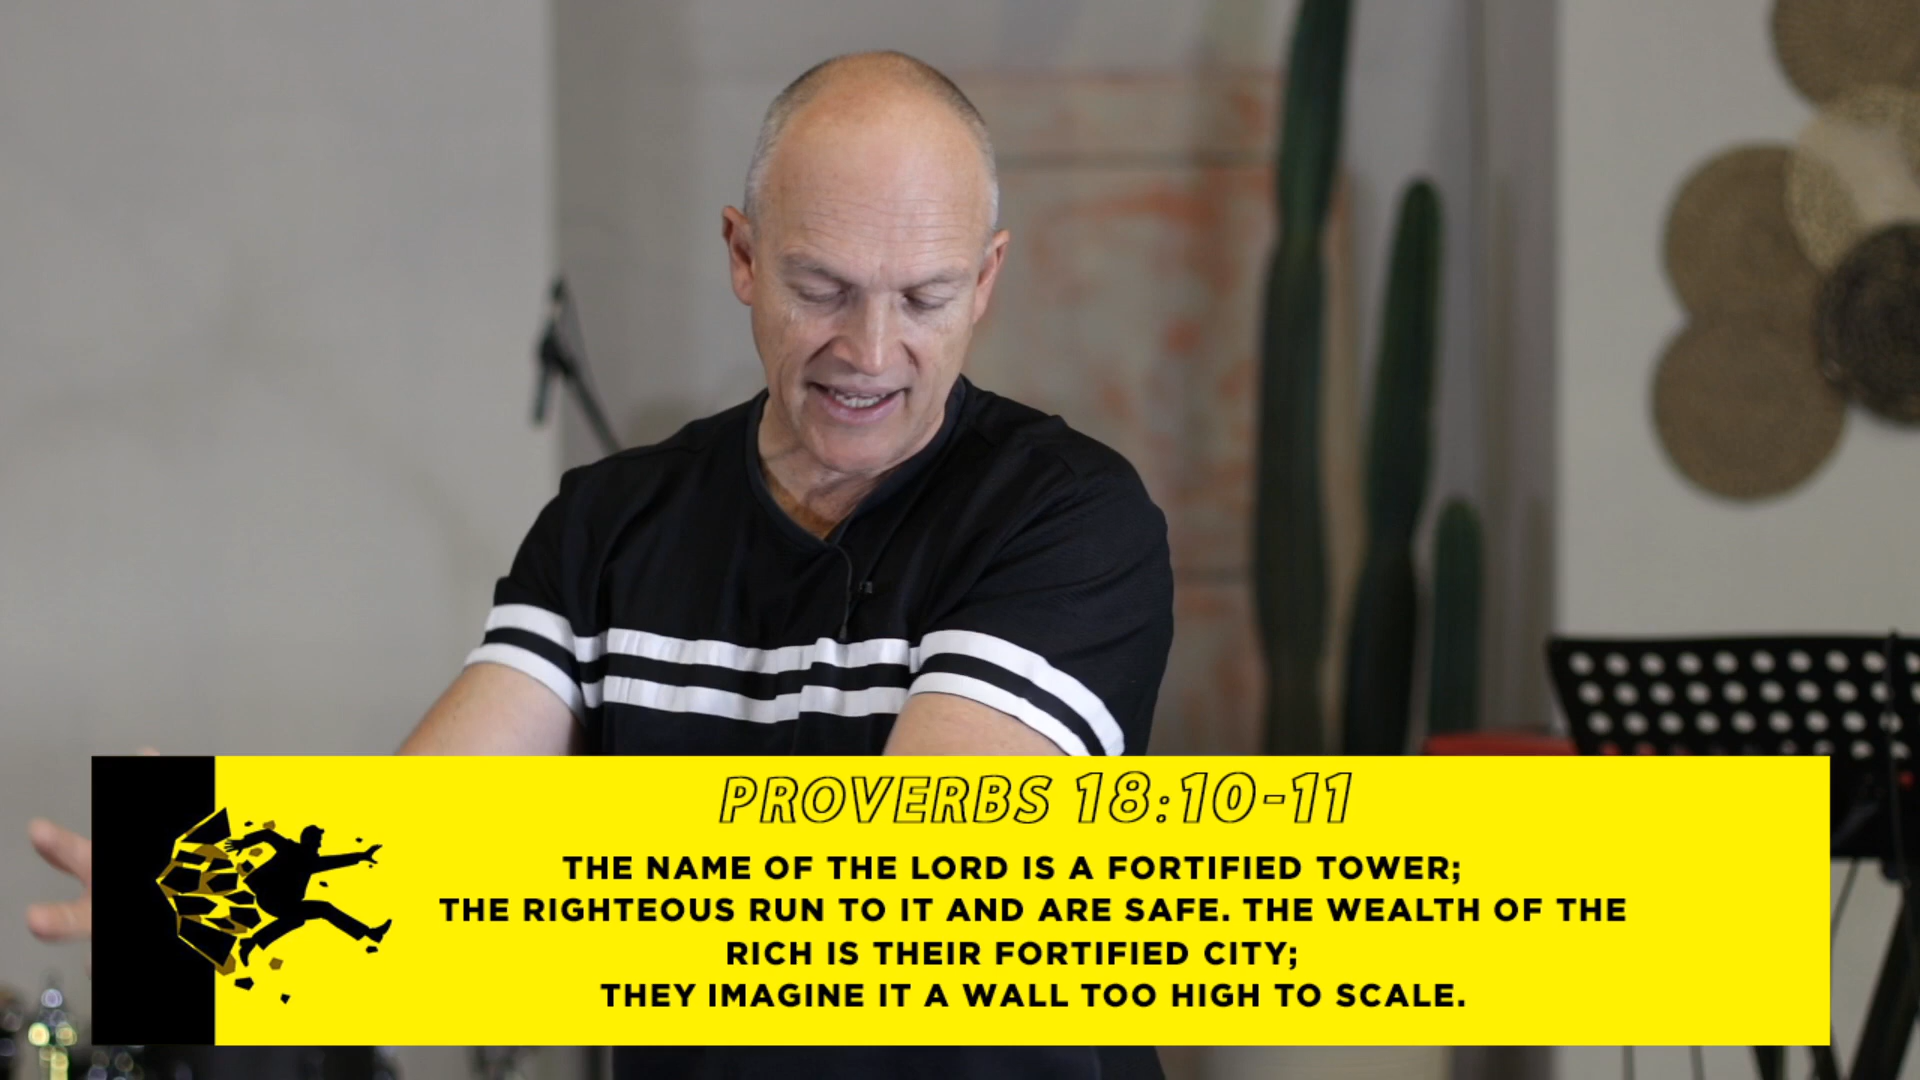 PROVERBS 18:10-11
THE NAME OF THE LORD IS A FORTIFIED TOWER;
THE RIGHTEOUS RUN TO IT AND ARE SAFE. THE WEALTH OF THE
RICH IS THEIR FORTIFIED CITY;
THEY IMAGINE IT A WALL TOO HIGH TO SCALE.